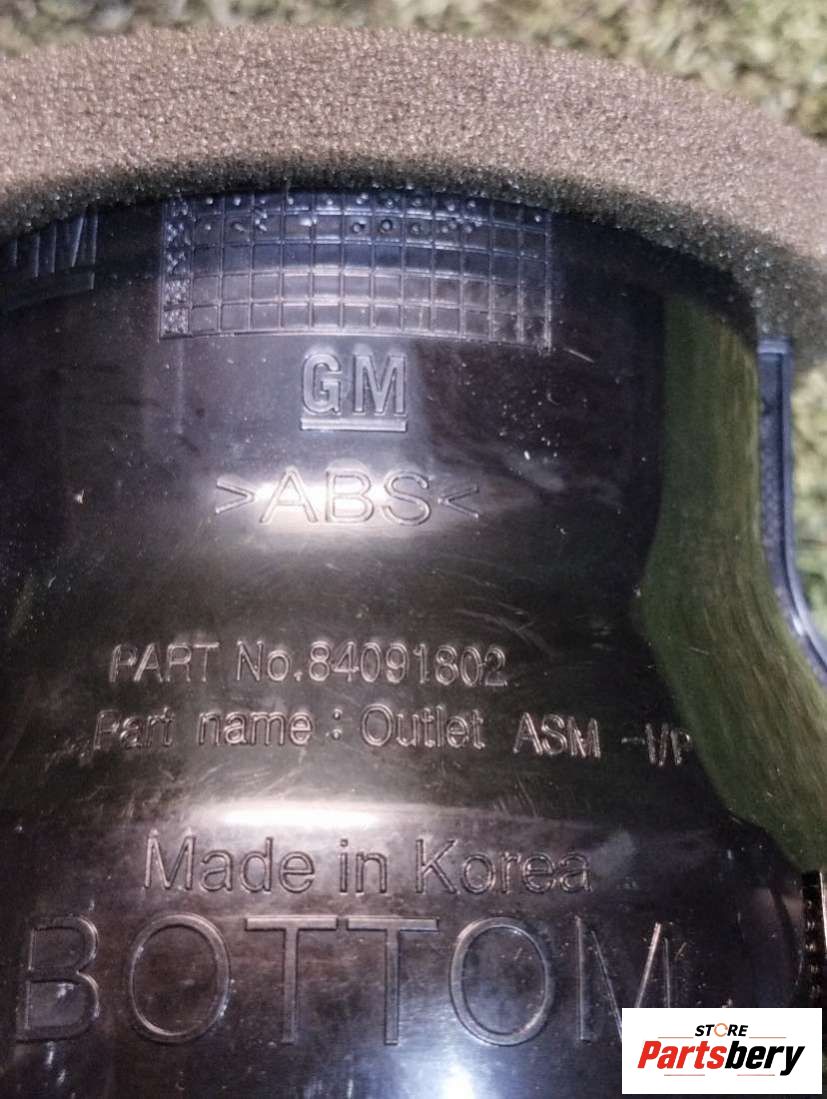 GM
>ABS<
PART No.84091802
Part name : Outlet ASM -I/P
Made in Korea
BOTTOM
STORE
Partsbery